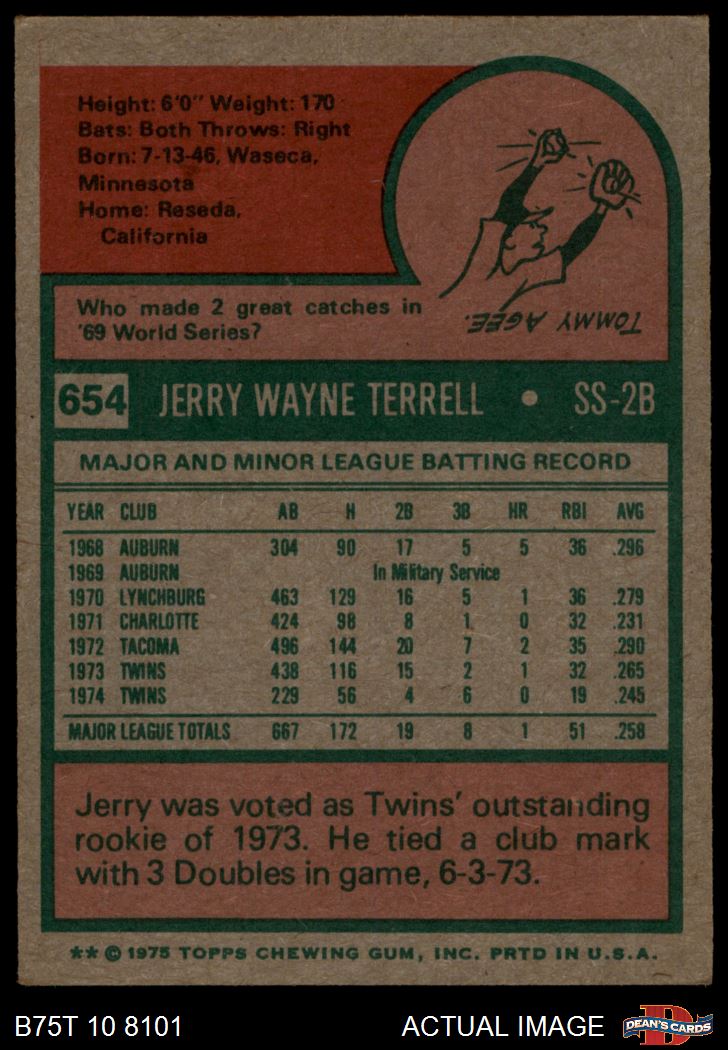 Height: 6'0" Weight: 170
Bats: Both Throws: Right
Born: 7-13-46, Waseca,
Minnesota
Home: Reseda,
California
Who made 2 great catches in
'69 World Series?
TOMMY AGEE.
654 JERRY WAYNE TERRELL • SS-2B
MAJOR AND MINOR LEAGUE BATTING RECORD
YEAR CLUB AB H 2B 3B HR RBI AVG
1968 AUBURN 304 90 17 5 5 36 .296
1969 AUBURN In Military Service
1970 LYNCHBURG 463 129 16 5 1 36 .279
1971 CHARLOTTE 424 98 8 1 0 32 .231
1972 TACOMA 496 144 20 7 2 35 .290
1973 TWINS 438 116 15 2 1 32 .265
1974 TWINS 229 56 4 6 0 19 .245
MAJOR LEAGUE TOTALS 667 172 19 8 1 51 .258
Jerry was voted as Twins' outstanding
rookie of 1973. He tied a club mark
with 3 Doubles in game, 6-3-73.
** © 1975 TOPPS CHEWING GUM, INC. PRTD IN U.S.A.
B75T 10 8101 ACTUAL IMAGE D DEAN'S CARDS